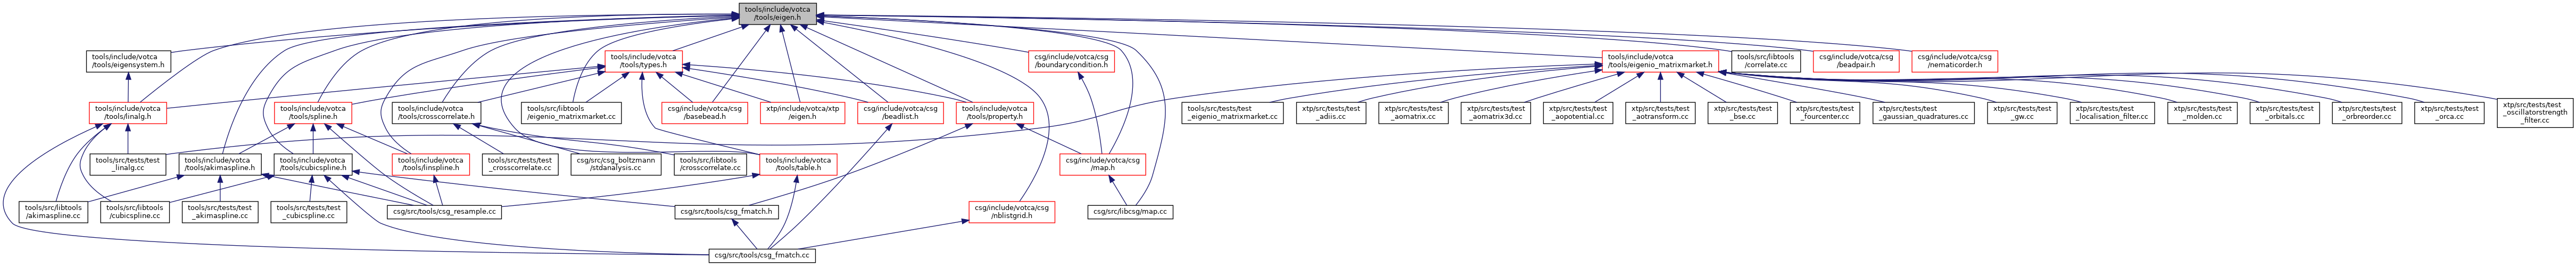 tools/include/votca
/tools/eigen.h
tools/include/votca
/tools/eigensystem.h
tools/include/votca
/tools/types.h
csg/include/votca/csg
/boundarycondition.h
tools/include/votca
/tools/eigenio_matrixmarket.h
tools/src/libtools
/correlate.cc
csg/include/votca/csg
/beadpair.h
csg/include/votca/csg
/nematicorder.h
tools/include/votca
/tools/linalg.h
tools/include/votca
/tools/spline.h
tools/include/votca
/tools/crosscorrelate.h
tools/src/libtools
/eigenio_matrixmarket.cc
csg/include/votca/csg
/basebead.h
xtp/include/votca/xtp
/eigen.h
csg/include/votca/csg
/beadlist.h
tools/include/votca
/tools/property.h
tools/src/tests/test
_eigenio_matrixmarket.cc
xtp/src/tests/test
_adiis.cc
xtp/src/tests/test
_aomatrix.cc
xtp/src/tests/test
_aomatrix3d.cc
xtp/src/tests/test
_aopotential.cc
xtp/src/tests/test
_aotransform.cc
xtp/src/tests/test
_bse.cc
xtp/src/tests/test
_fourcenter.cc
xtp/src/tests/test
_gaussian_quadratures.cc
xtp/src/tests/test
_gw.cc
xtp/src/tests/test
_localisation_filter.cc
xtp/src/tests/test
_molden.cc
xtp/src/tests/test
_orbitals.cc
xtp/src/tests/test
_orbreorder.cc
xtp/src/tests/test
_orca.cc
xtp/src/tests/test
_oscillatorstrength
_filter.cc
tools/src/tests/test
_linalg.cc
tools/include/votca
/tools/akimaspline.h
tools/include/votca
/tools/cubicspline.h
tools/include/votca
/tools/linspline.h
tools/src/tests/test
_crosscorrelate.cc
csg/src/csg_boltzmann
/stdanalysis.cc
tools/src/libtools
/crosscorrelate.cc
tools/include/votca
/tools/table.h
csg/include/votca/csg
/map.h
tools/src/libtools
/akimaspline.cc
tools/src/libtools
/cubicspline.cc
tools/src/tests/test
_akimaspline.cc
tools/src/tests/test
_cubicspline.cc
csg/src/tools/csg_resample.cc
csg/src/tools/csg_fmatch.h
csg/include/votca/csg
/nblistgrid.h
csg/src/libcsg/map.cc
csg/src/tools/csg_fmatch.cc